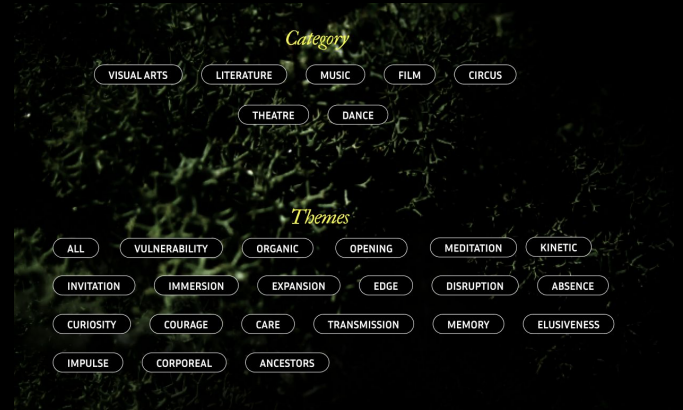 Category
VISUAL ARTS LITERATURE MUSIC FILM CIRCUS
THEATRE DANCE
Themes
ALL VULNERABILITY ORGANIC OPENING MEDITATION KINETIC
INVITATION IMMERSION EXPANSION EDGE DISRUPTION ABSENCE
CURIOSITY COURAGE CARE TRANSMISSION MEMORY ELUSIVENESS
IMPULSE CORPOREAL ANCESTORS